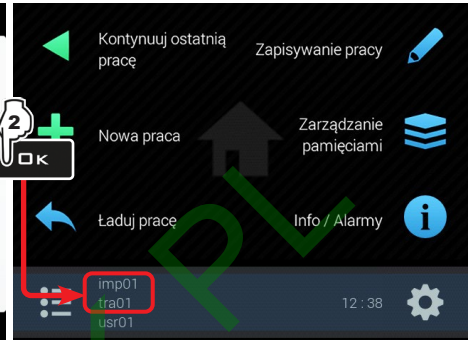 Kontynuuj ostatnią
pracę
Zapisywanie pracy
Nowa praca
Zarządzanie
pamięciami
2
OK
Ładuj pracę
Info / Alarmy
i
imp01
tra01
usr01
12:38
PL